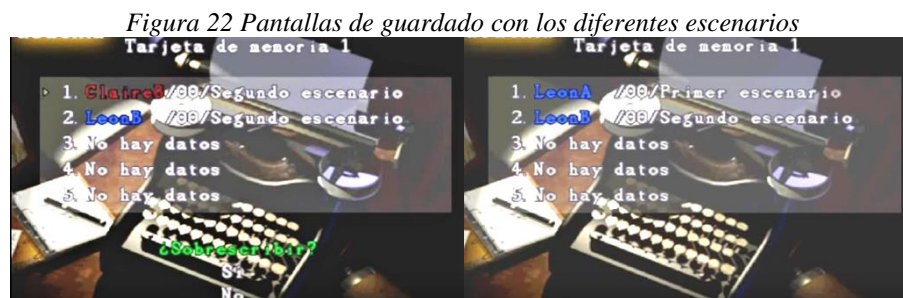 Figura 22 Pantallas de guardado con los diferentes escenarios
Tarjeta de memoria 1
1. ClaireB/00/Segundo escenario
2. LeonB /00/Segundo escenario
3. No hay datos
4. No hay datos
5. No hay datos
¿Sobrescribir?
Sí
No
Tarjeta de memoria 1
1. LeonA /00/Primer escenario
2. LeonB /00/Segundo escenario
3. No hay datos
4. No hay datos
5. No hay datos